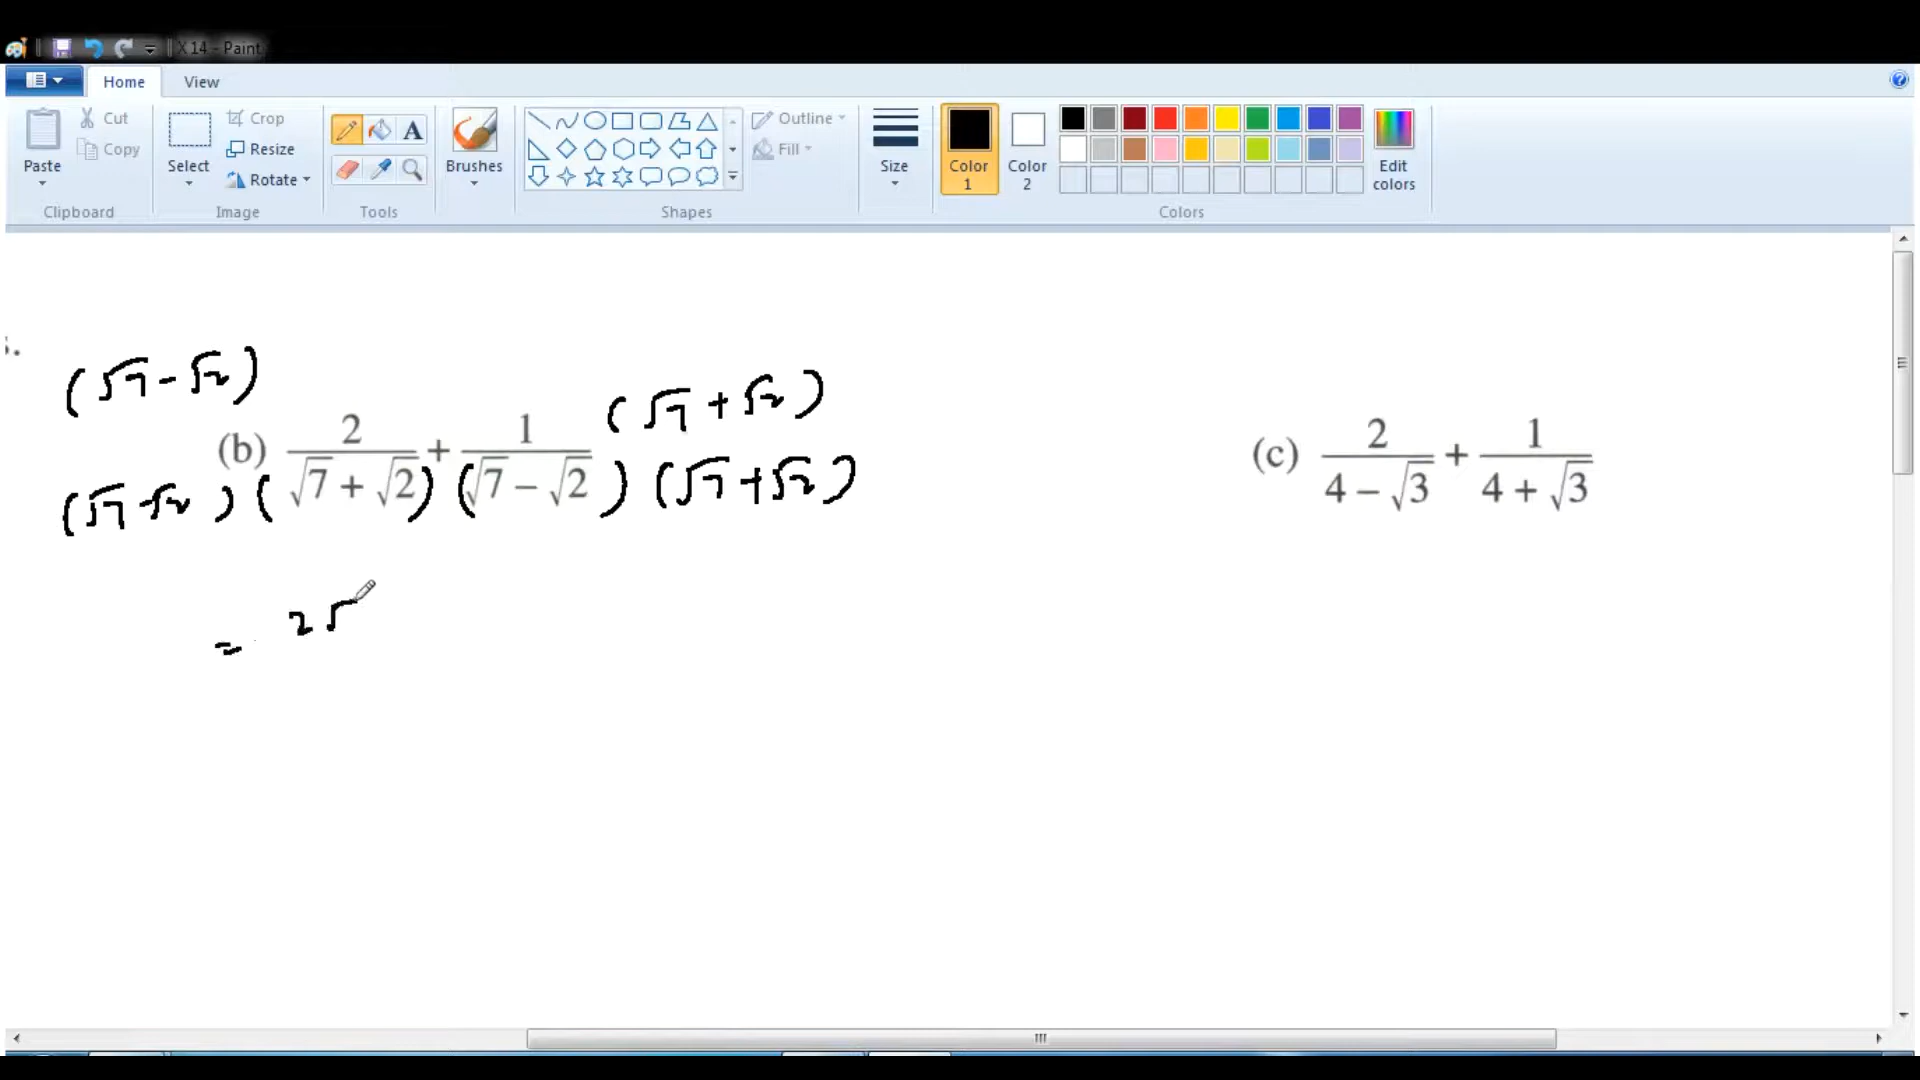 X 14 - Paint
Home View
Paste Cut Copy Clipboard
Select Crop Resize Rotate Image
Tools
Brushes
Outline Fill Shapes
Size
Color 1 Color 2 Edit colors Colors
(√7-√2)
(√7+√2)
(b) 2/(√7 + √2) + 1/(√7 − √2)
(√7-√2) ( ) ( ) (√7+√2)
(c) 2/(4 − √3) + 1/(4 + √3)
= 2√